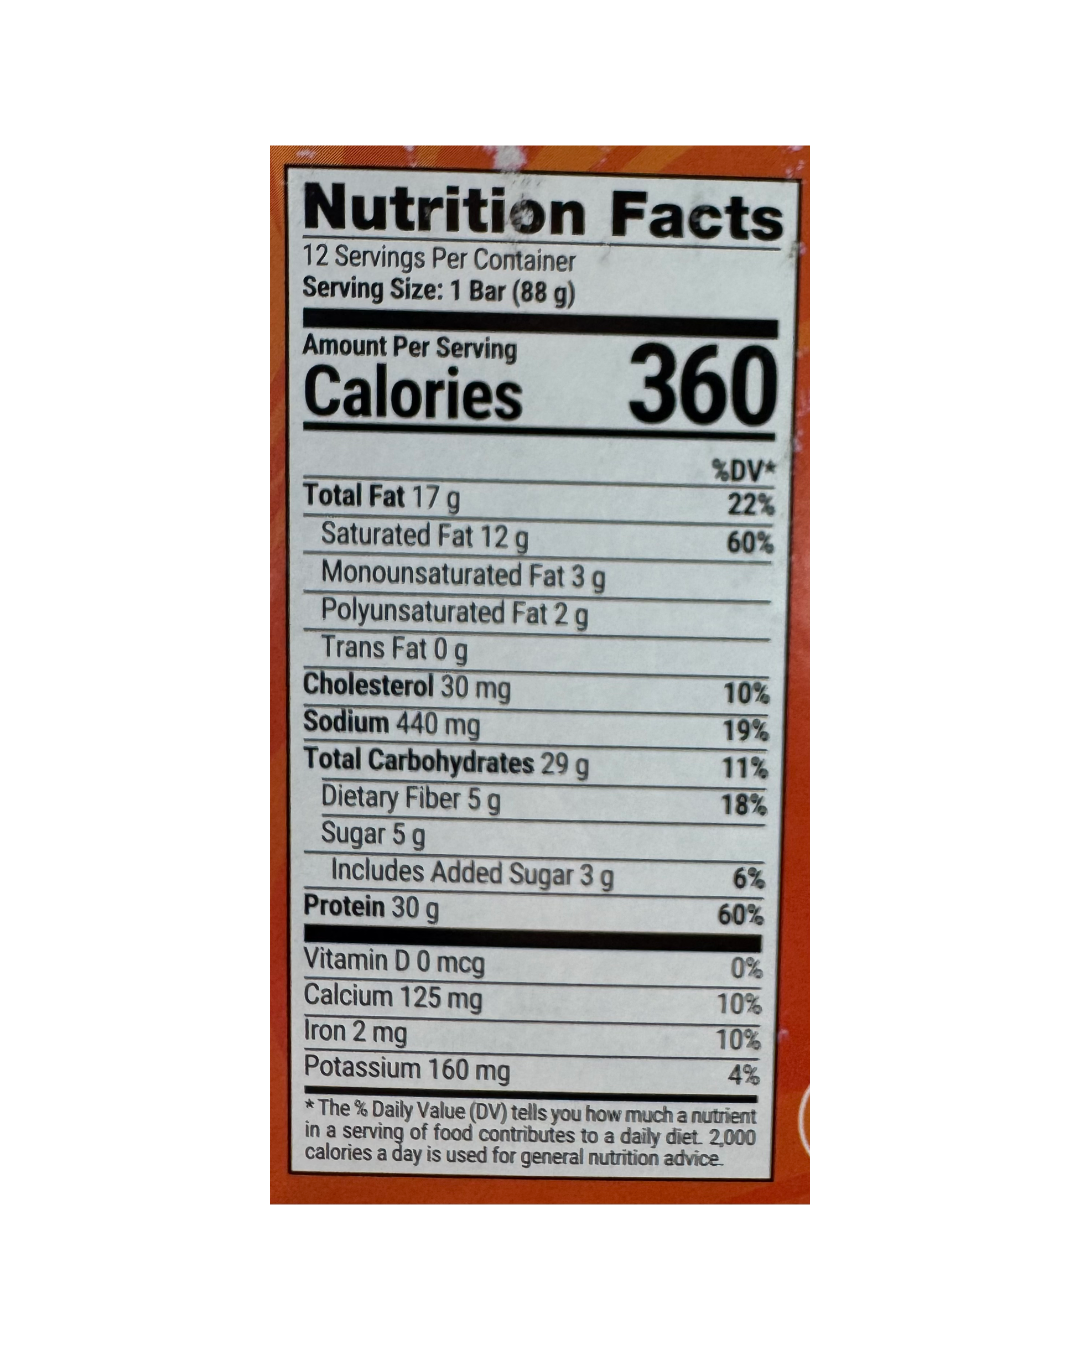 Nutrition Facts
12 Servings Per Container
Serving Size: 1 Bar (88 g)
Amount Per Serving
Calories 360
%DV*
Total Fat 17 g 22%
Saturated Fat 12 g 60%
Monounsaturated Fat 3 g
Polyunsaturated Fat 2 g
Trans Fat 0 g
Cholesterol 30 mg 10%
Sodium 440 mg 19%
Total Carbohydrates 29 g 11%
Dietary Fiber 5 g 18%
Sugar 5 g
Includes Added Sugar 3 g 6%
Protein 30 g 60%
Vitamin D 0 mcg 0%
Calcium 125 mg 10%
Iron 2 mg 10%
Potassium 160 mg 4%
* The % Daily Value (DV) tells you how much a nutrient
in a serving of food contributes to a daily diet. 2,000
calories a day is used for general nutrition advice.